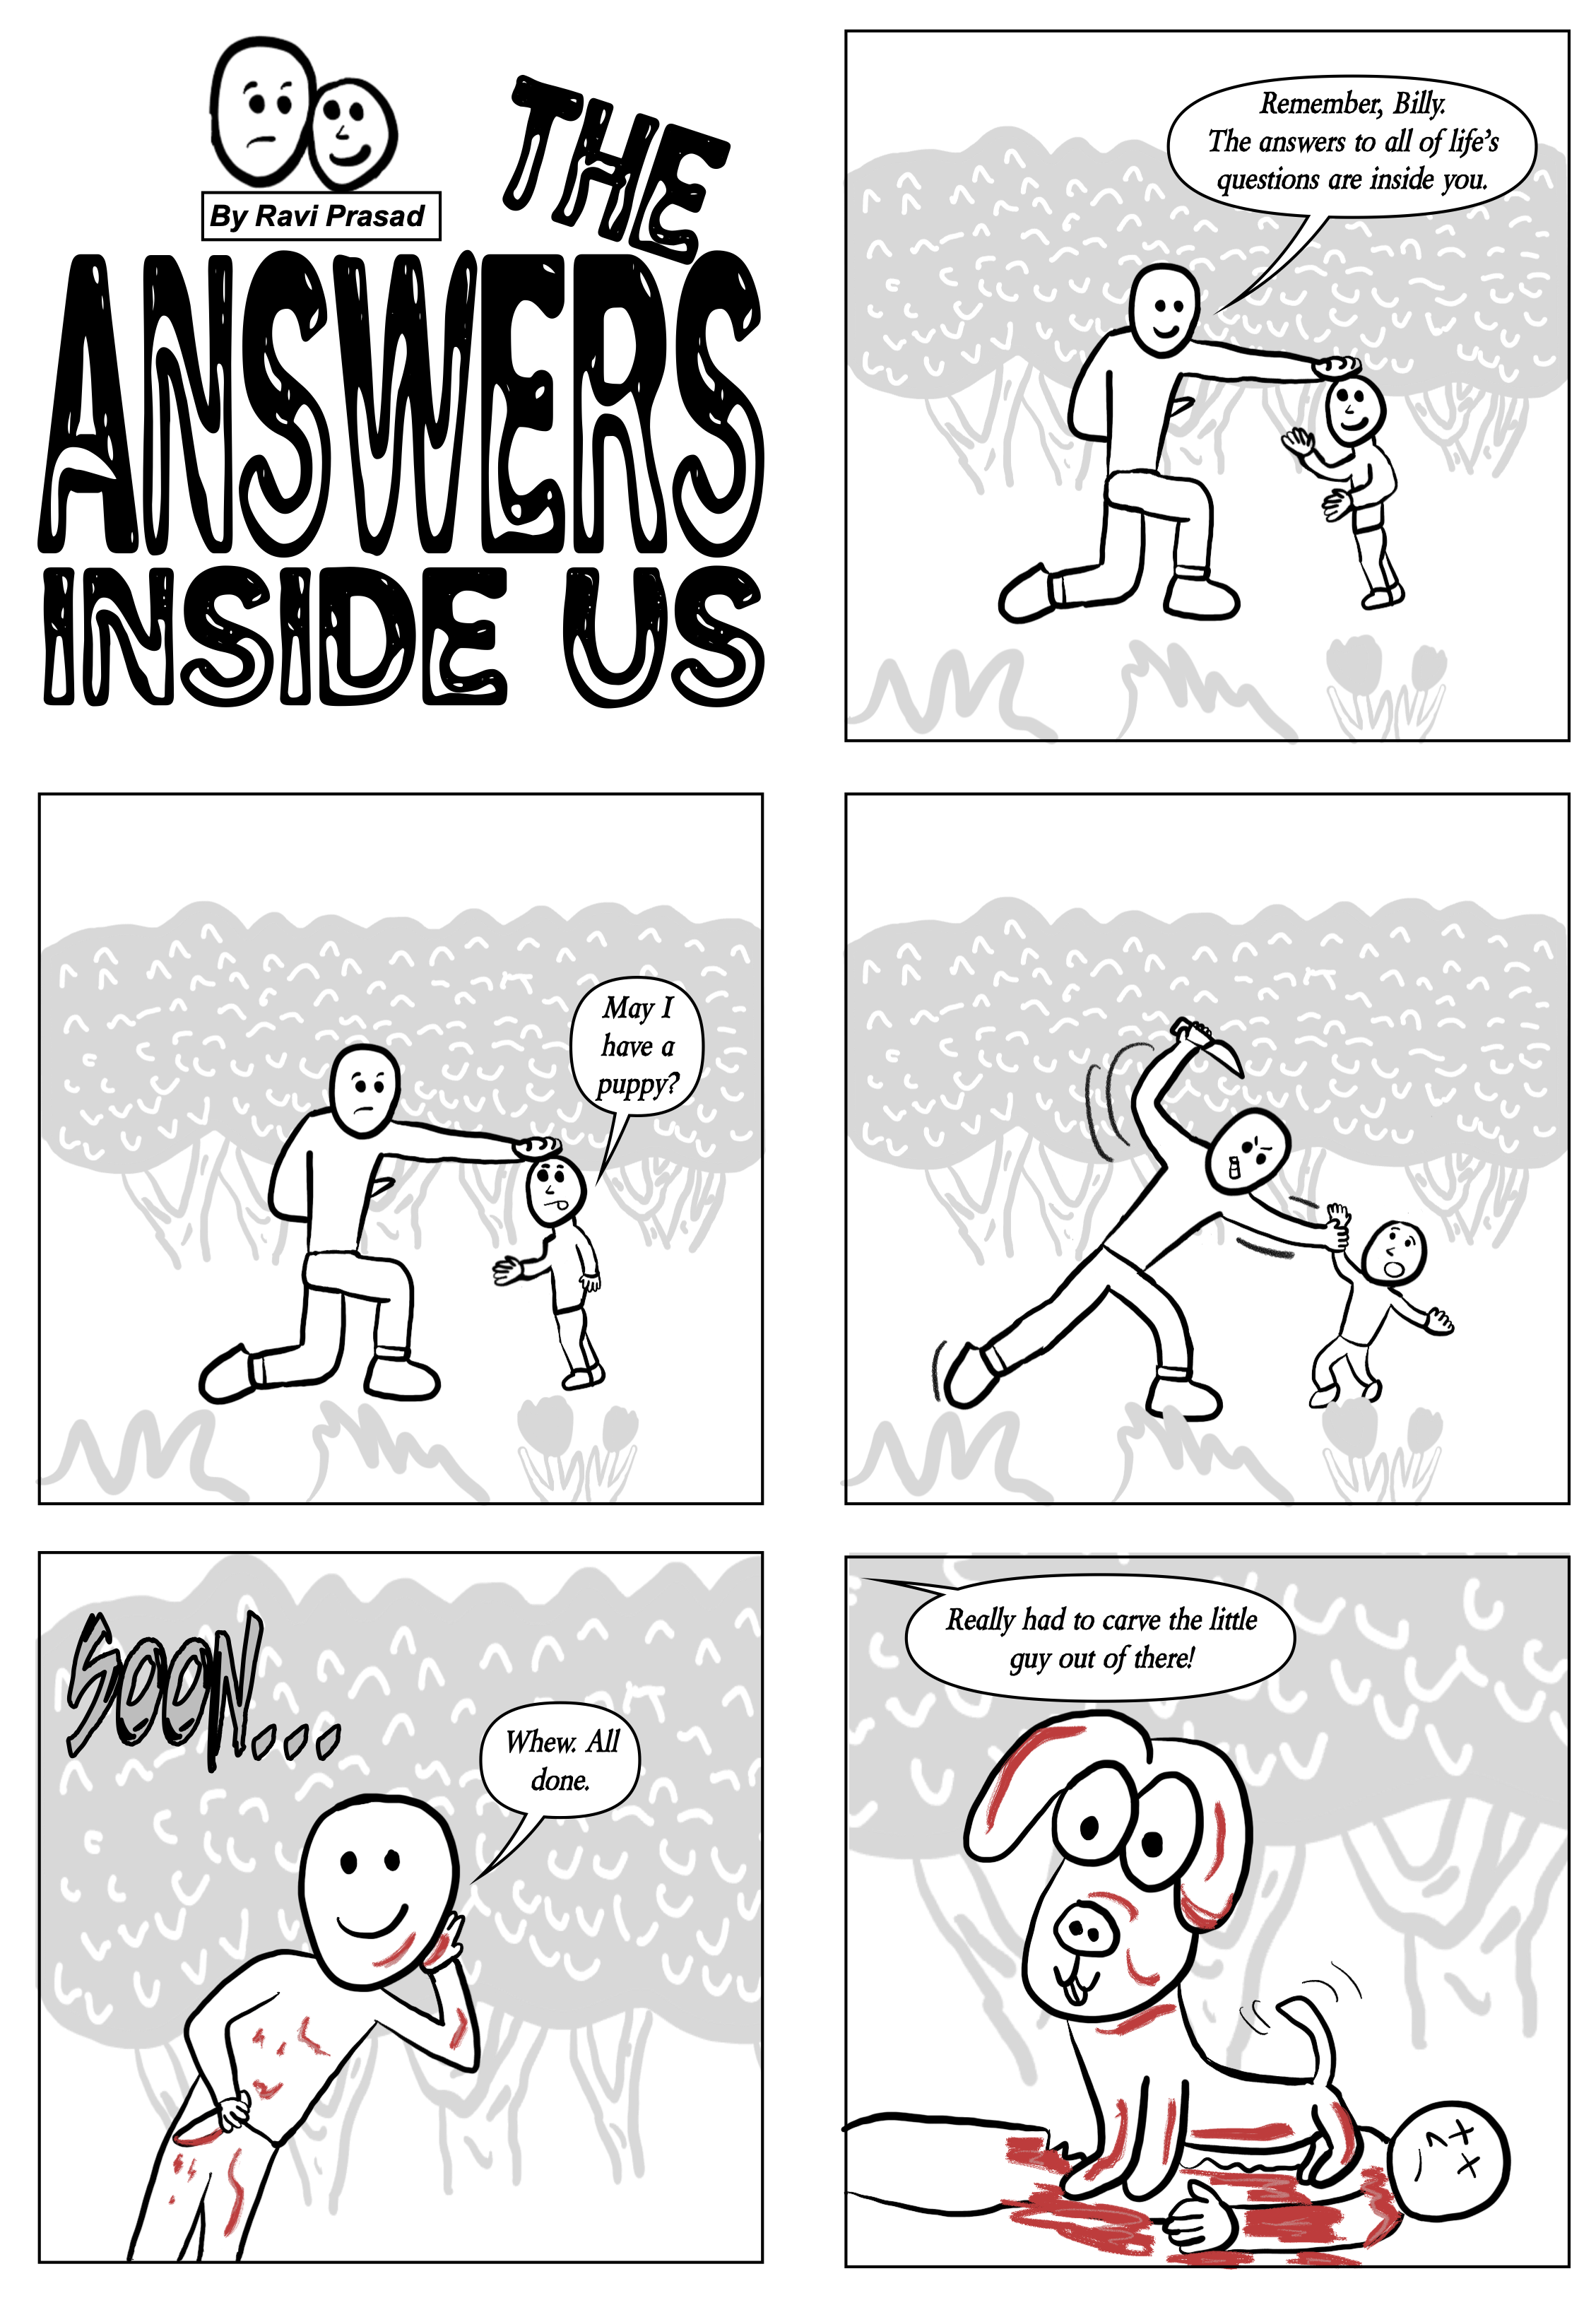 By Ravi Prasad
THE
ANSWERS
INSIDE US
Remember, Billy.
The answers to all of life's
questions are inside you.
May I
have a
puppy?
SOON...
Whew. All
done.
Really had to carve the little
guy out of there!